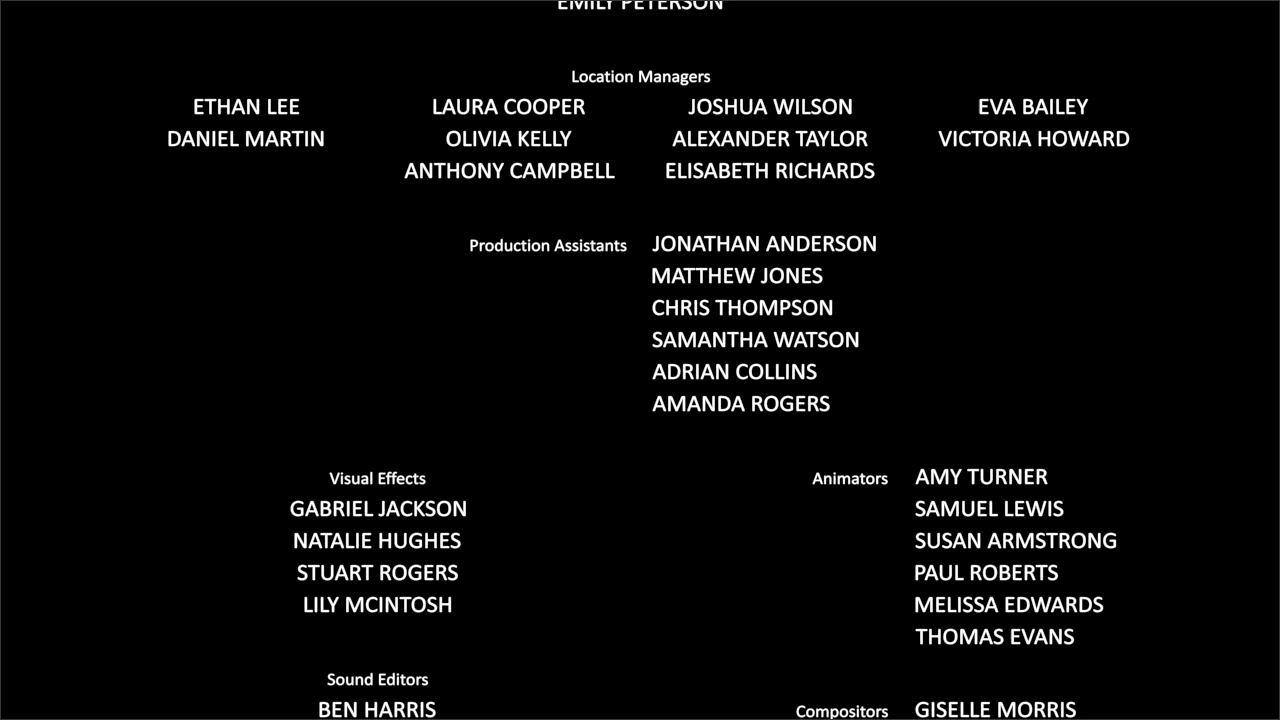 EMILY PETERSON
Location Managers
ETHAN LEE LAURA COOPER JOSHUA WILSON EVA BAILEY
DANIEL MARTIN OLIVIA KELLY ALEXANDER TAYLOR VICTORIA HOWARD
ANTHONY CAMPBELL ELISABETH RICHARDS
Production Assistants JONATHAN ANDERSON
MATTHEW JONES
CHRIS THOMPSON
SAMANTHA WATSON
ADRIAN COLLINS
AMANDA ROGERS
Visual Effects
GABRIEL JACKSON
NATALIE HUGHES
STUART ROGERS
LILY MCINTOSH
Animators AMY TURNER
SAMUEL LEWIS
SUSAN ARMSTRONG
PAUL ROBERTS
MELISSA EDWARDS
THOMAS EVANS
Sound Editors
BEN HARRIS
Compositors GISELLE MORRIS